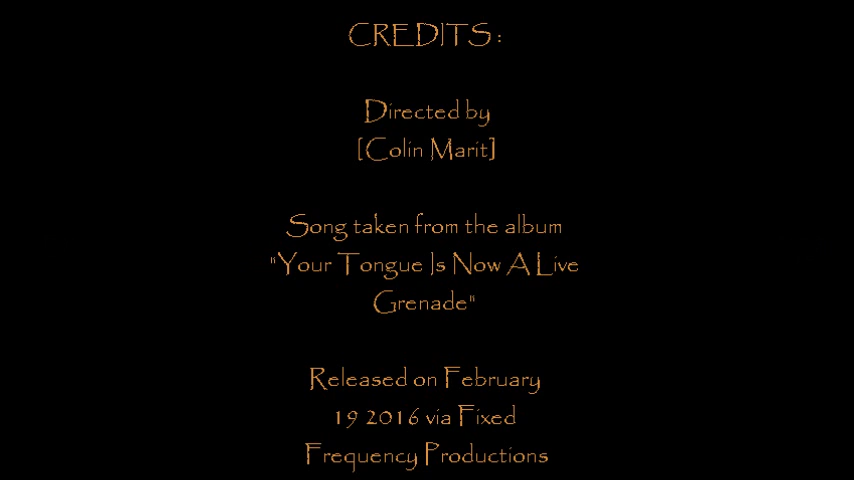 CREDITS :
Directed by
[Colin Marit]
Song taken from the album
"Your Tongue Is Now A Live
Grenade"
Released on February
19 2016 via Fixed
Frequency Productions